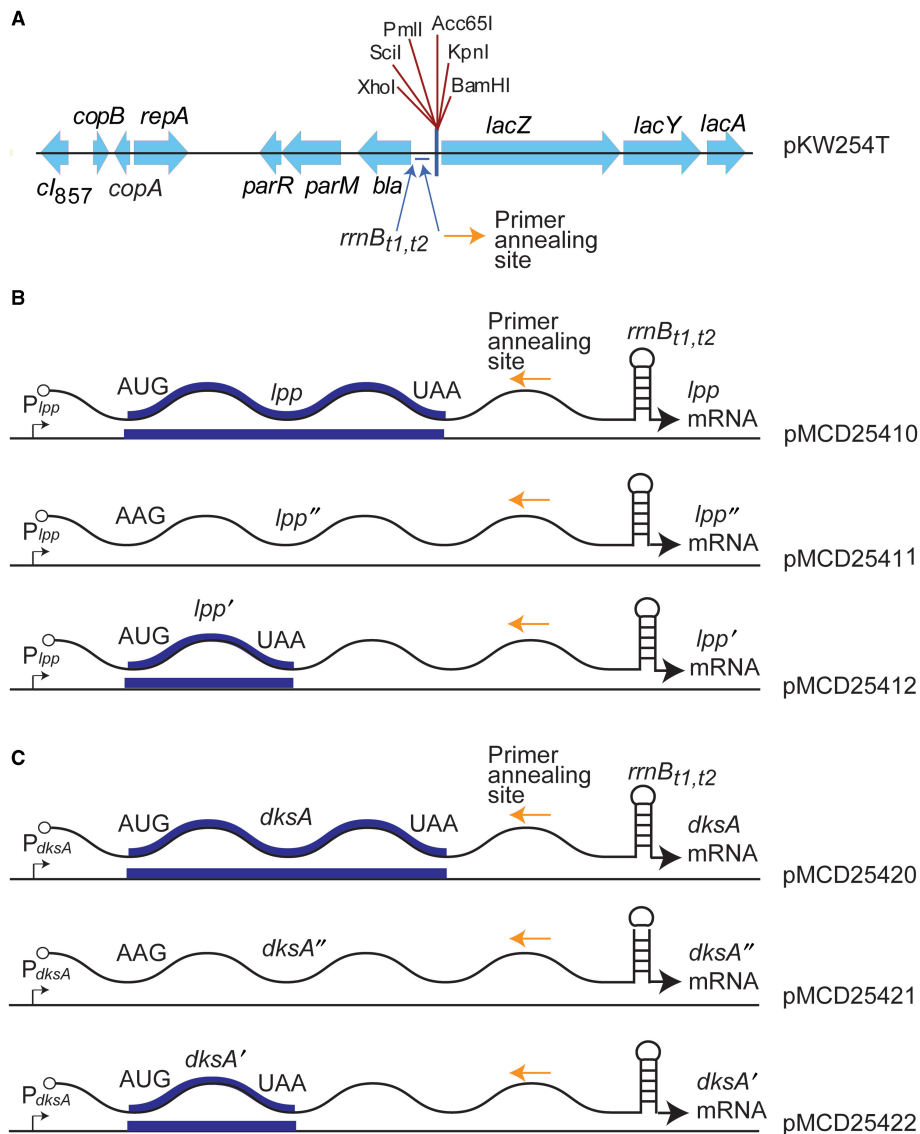 A
PmlI
Acc65I
SciI
KpnI
XhoI
BamHI
copB
repA
lacZ
lacY
lacA
pKW254T
cI857
copA
parR
parM
bla
rrnBt1,t2
Primer
annealing
site
B
Primer
annealing
site
rrnBt1,t2
AUG
lpp
UAA
Plpp
lpp
mRNA
pMCD25410
AAG
lpp″
Plpp
lpp″
mRNA
pMCD25411
lpp′
AUG
UAA
Plpp
lpp′
mRNA
pMCD25412
C
Primer
annealing
site
rrnBt1,t2
AUG
dksA
UAA
PdksA
dksA
mRNA
pMCD25420
AAG
dksA″
PdksA
dksA″
mRNA
pMCD25421
dksA′
AUG
UAA
PdksA
dksA′
mRNA
pMCD25422